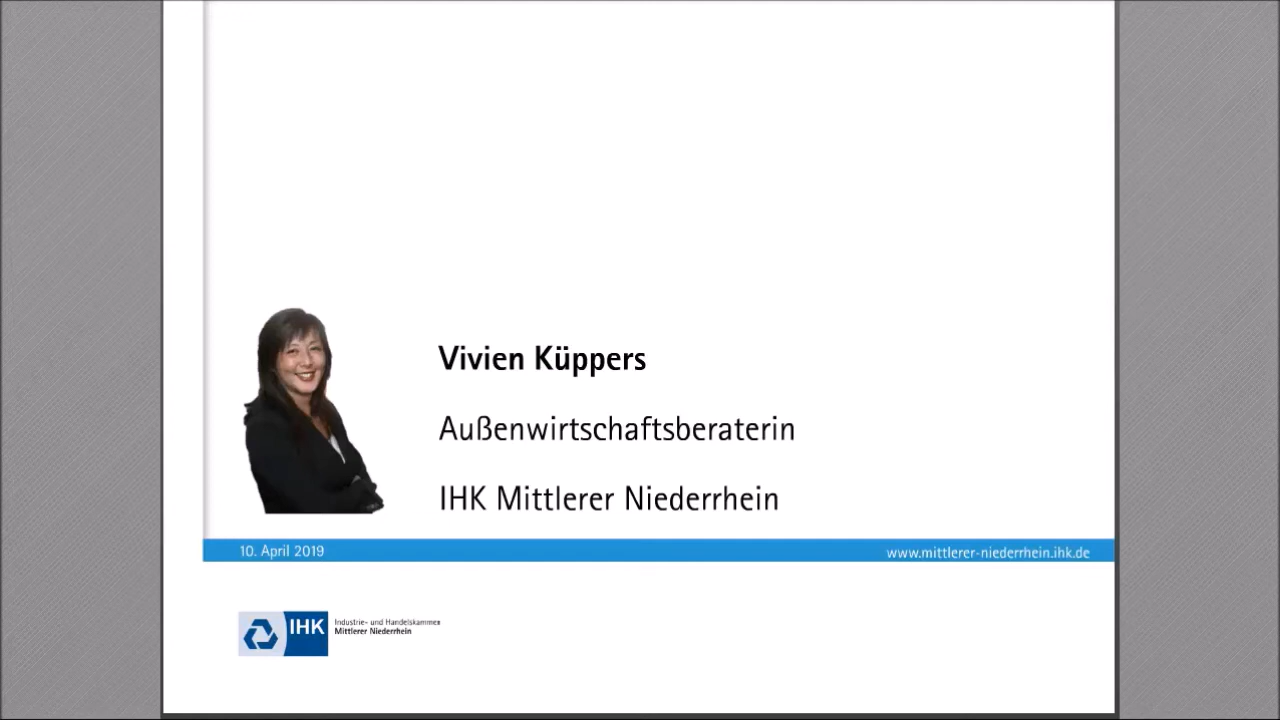 Vivien Küppers
Außenwirtschaftsberaterin
IHK Mittlerer Niederrhein
10. April 2019
www.mittlerer-niederrhein.ihk.de
IHK
Industrie- und Handelskammer
Mittlerer Niederrhein